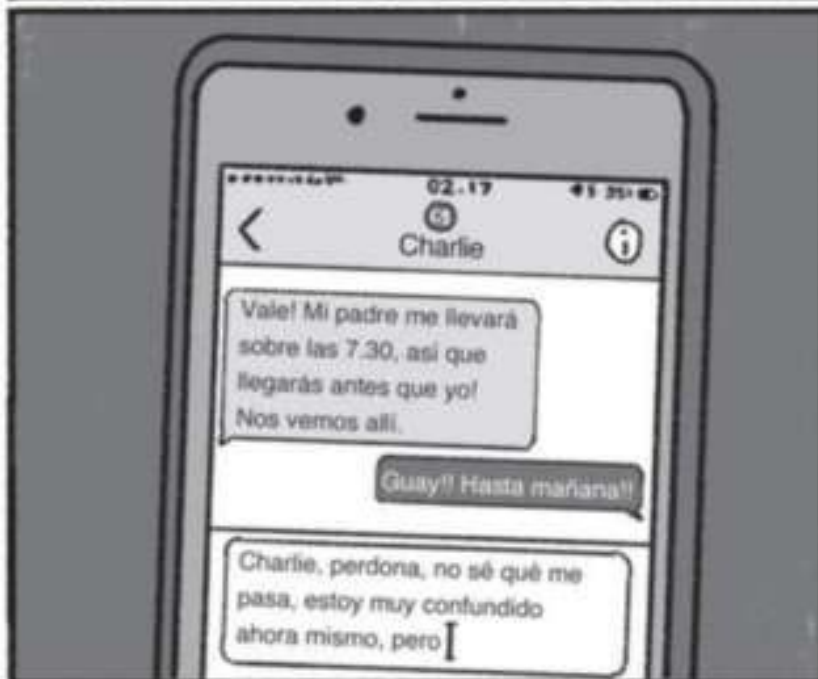 02.17
Charlie
Vale! Mi padre me llevará
sobre las 7.30, así que
llegarás antes que yo!
Nos vemos allí.
Guay!! Hasta mañana!!
Charlie, perdona, no sé qué me
pasa, estoy muy confundido
ahora mismo, pero